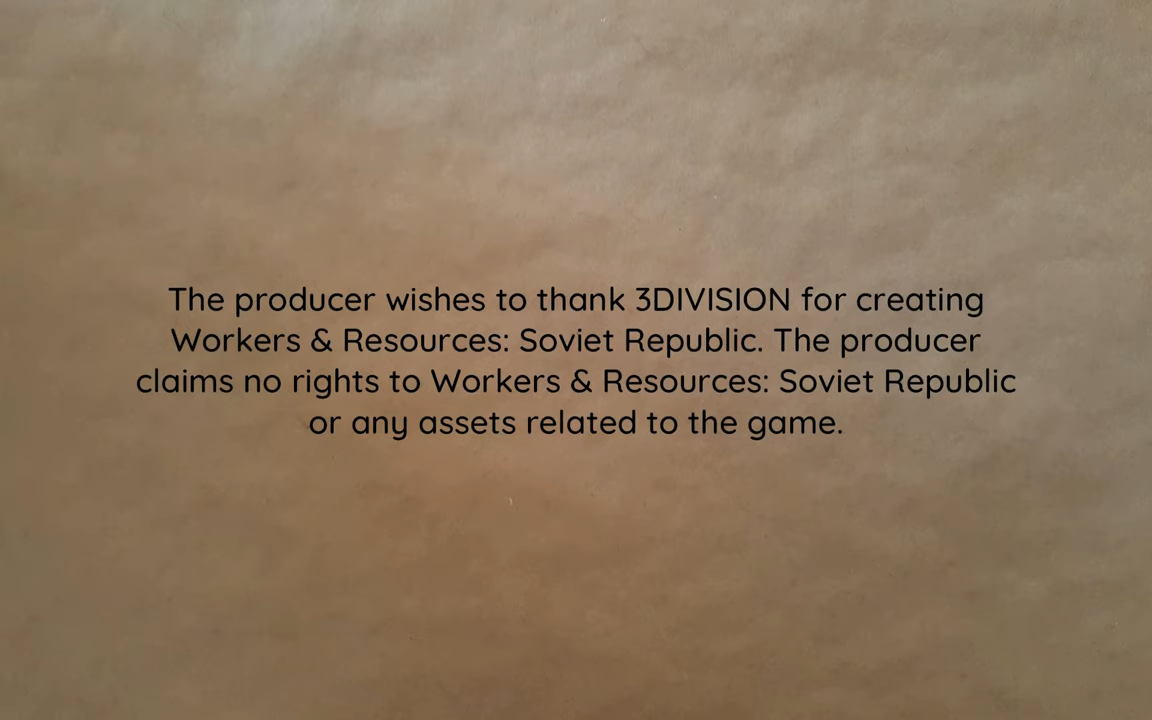 The producer wishes to thank 3DIVISION for creating
Workers & Resources: Soviet Republic. The producer
claims no rights to Workers & Resources: Soviet Republic
or any assets related to the game.